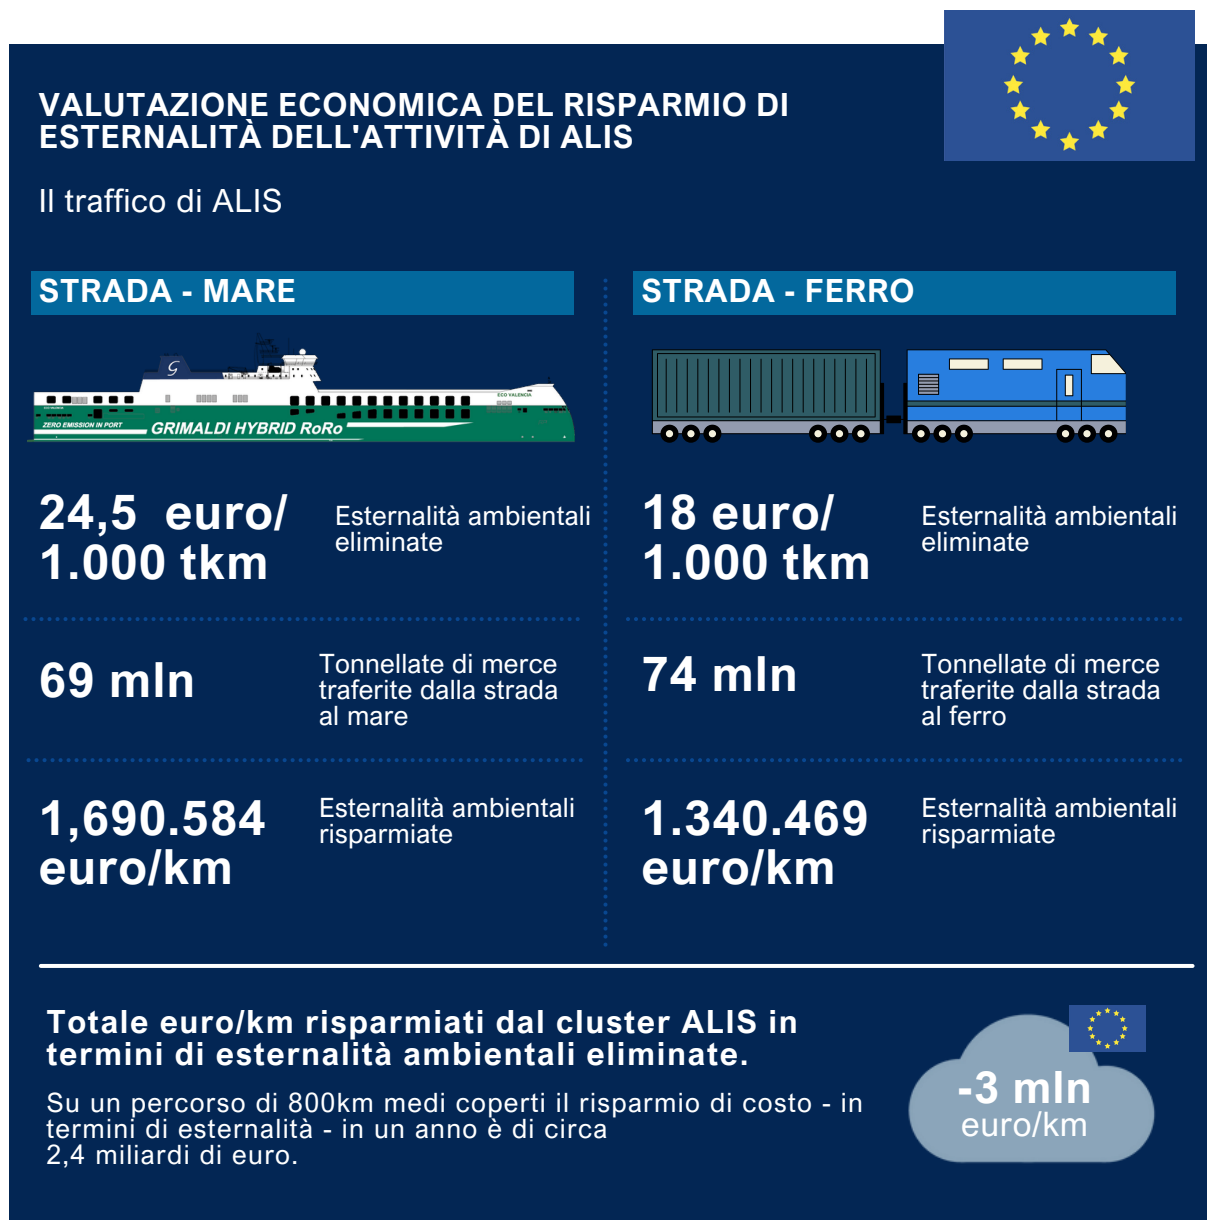 VALUTAZIONE ECONOMICA DEL RISPARMIO DI
ESTERNALITÀ DELL'ATTIVITÀ DI ALIS
Il traffico di ALIS
STRADA - MARE
G
ECO VALENCIA
ECO VALENCIA
ZERO EMISSION IN PORT
GRIMALDI HYBRID RoRo
24,5 euro/
1.000 tkm
Esternalità ambientali
eliminate
69 mln
Tonnellate di merce
traferite dalla strada
al mare
1,690.584
euro/km
Esternalità ambientali
risparmiate
STRADA - FERRO
18 euro/
1.000 tkm
Esternalità ambientali
eliminate
74 mln
Tonnellate di merce
traferite dalla strada
al ferro
1.340.469
euro/km
Esternalità ambientali
risparmiate
Totale euro/km risparmiati dal cluster ALIS in
termini di esternalità ambientali eliminate.
Su un percorso di 800km medi coperti il risparmio di costo - in
termini di esternalità - in un anno è di circa
2,4 miliardi di euro.
-3 mln
euro/km